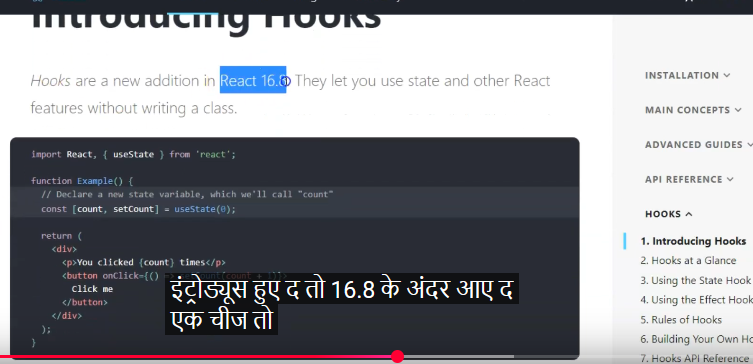 Introducing Hooks
Hooks are a new addition in React 16.8. They let you use state and other React
features without writing a class.
import React, { useState } from 'react';
function Example() {
// Declare a new state variable, which we'll call "count"
const [count, setCount] = useState(0);
return (
<div>
<p>You clicked {count} times</p>
<button onClick={() => setCount(count + 1)}>
Click me
</button>
</div>
);
}
इंट्रोड्यूस हुए द तो 16.8 के अंदर आए द
एक चीज तो
INSTALLATION
MAIN CONCEPTS
ADVANCED GUIDES
API REFERENCE
HOOKS
1. Introducing Hooks
2. Hooks at a Glance
3. Using the State Hook
4. Using the Effect Hook
5. Rules of Hooks
6. Building Your Own Ho
7. Hooks API Reference